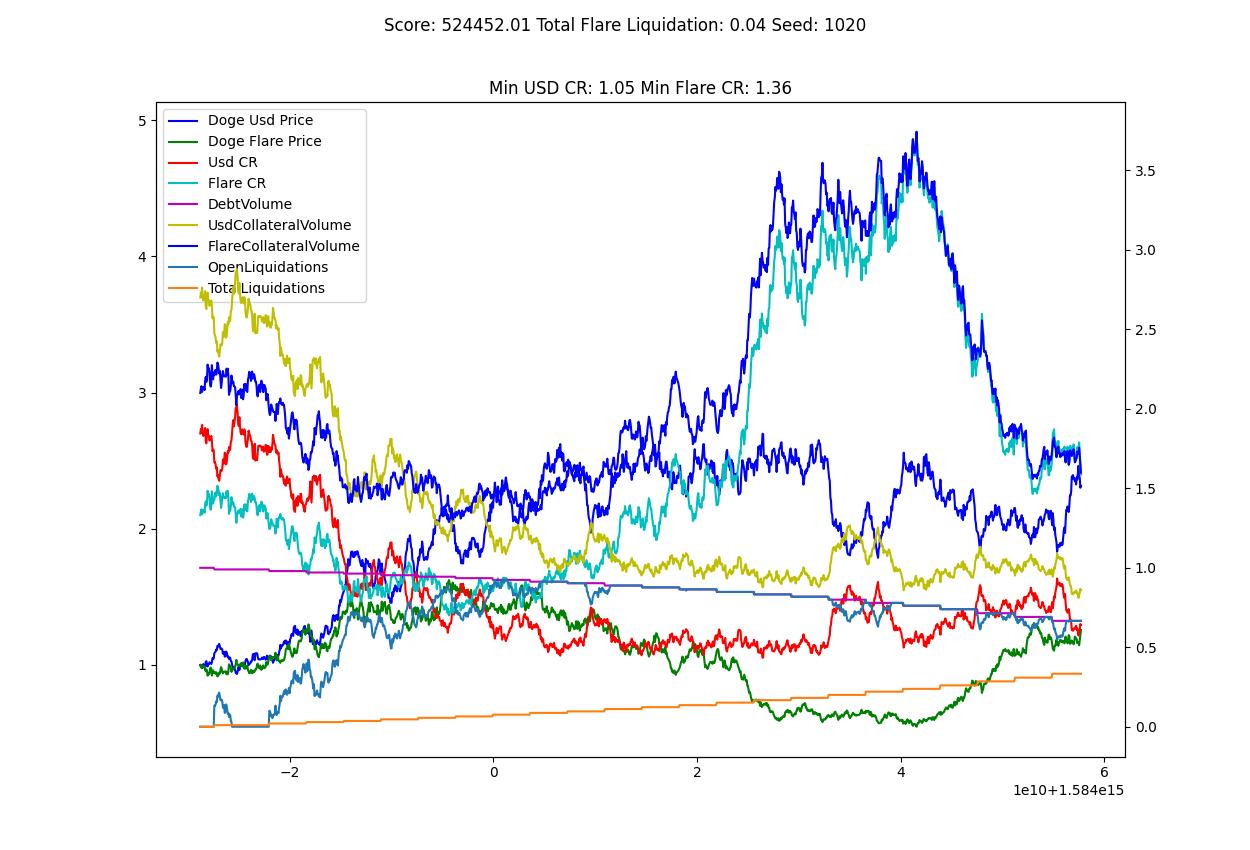 Score: 524452.01 Total Flare Liquidation: 0.04 Seed: 1020
Min USD CR: 1.05 Min Flare CR: 1.36
Doge Usd Price
Doge Flare Price
Usd CR
Flare CR
DebtVolume
UsdCollateralVolume
FlareCollateralVolume
OpenLiquidations
TotalLiquidations
5
4
3
2
1
3.5
3.0
2.5
2.0
1.5
1.0
0.5
0.0
−2 0 2 4 6
1e10+1.584e15